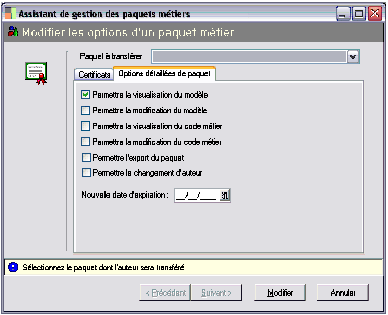 Assistant de gestion des paquets métiers
Modifier les options d'un paquet métier
Paquet à transférer
Certificats
Options détaillées de paquet
Permettre la visualisation du modèle
Permettre la modification du modèle
Permettre la visualisation du code métier
Permettre la modification du code métier
Permettre l'export du paquet
Permettre le changement d'auteur
Nouvelle date d'expiration : __/__/____
Sélectionnez le paquet dont l'auteur sera transféré
< Précédent
Suivant >
Modifier
Annuler